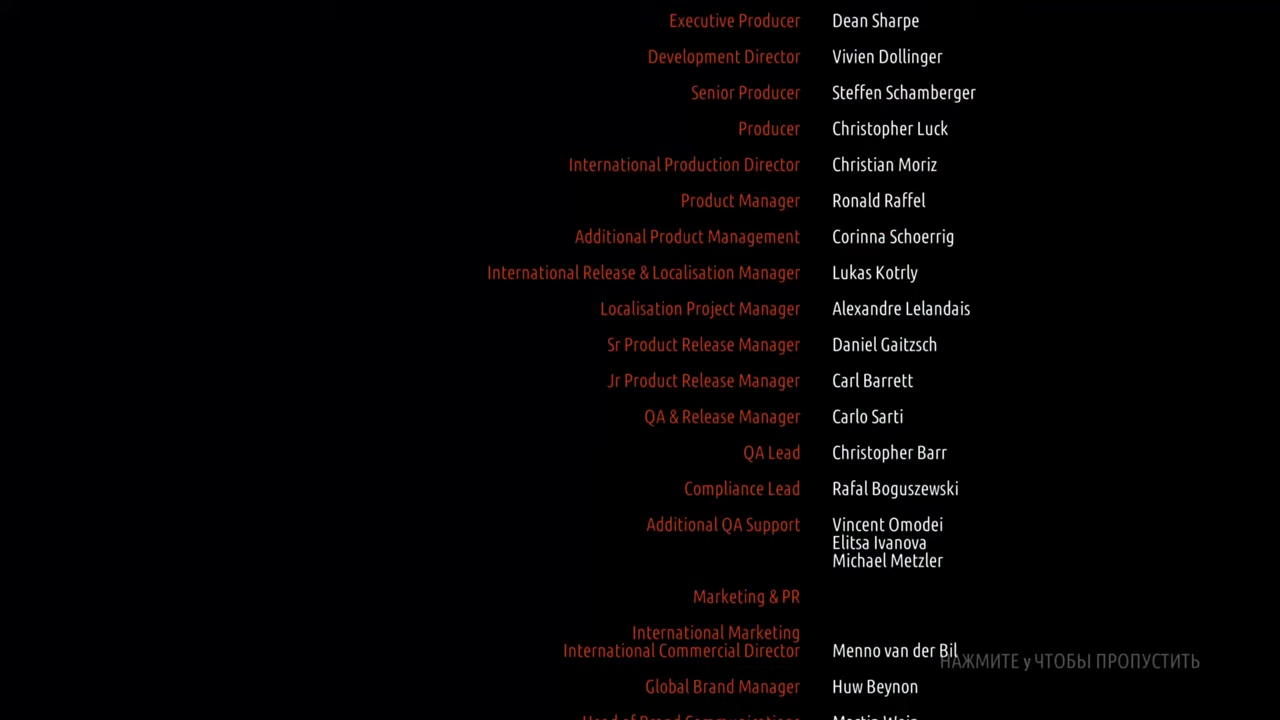 Executive Producer Dean Sharpe
Development Director Vivien Dollinger
Senior Producer Steffen Schamberger
Producer Christopher Luck
International Production Director Christian Moriz
Product Manager Ronald Raffel
Additional Product Management Corinna Schoerrig
International Release & Localisation Manager Lukas Kotrly
Localisation Project Manager Alexandre Lelandais
Sr Product Release Manager Daniel Gaitzsch
Jr Product Release Manager Carl Barrett
QA & Release Manager Carlo Sarti
QA Lead Christopher Barr
Compliance Lead Rafal Boguszewski
Additional QA Support Vincent Omodei
Elitsa Ivanova
Michael Metzler
Marketing & PR
International Marketing
International Commercial Director Menno van der Bil
НАЖМИТЕ y ЧТОБЫ ПРОПУСТИТЬ
Global Brand Manager Huw Beynon